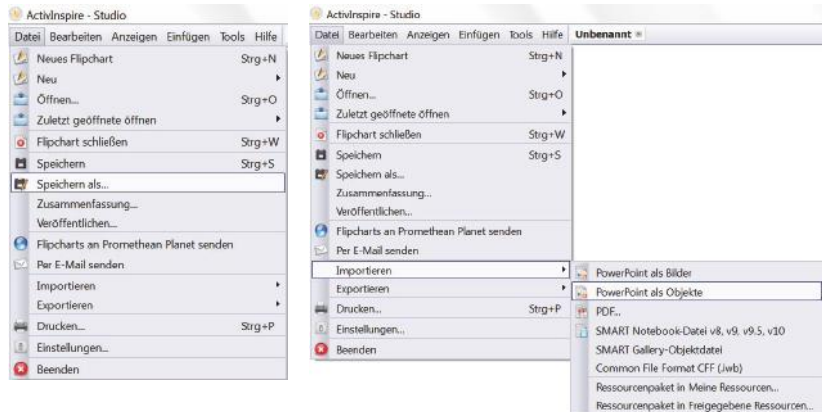 ActivInspire - Studio
Datei Bearbeiten Anzeigen Einfügen Tools Hilfe
Neues Flipchart Strg+N
Neu
Öffnen... Strg+O
Zuletzt geöffnete öffnen
Flipchart schließen Strg+W
Speichern Strg+S
Speichern als...
Zusammenfassung...
Veröffentlichen...
Flipcharts an Promethean Planet senden
Per E-Mail senden
Importieren
Exportieren
Drucken... Strg+P
Einstellungen...
Beenden
ActivInspire - Studio
Datei Bearbeiten Anzeigen Einfügen Tools Hilfe Unbenannt
Neues Flipchart Strg+N
Neu
Öffnen... Strg+O
Zuletzt geöffnete öffnen
Flipchart schließen Strg+W
Speichern Strg+S
Speichern als...
Zusammenfassung...
Veröffentlichen...
Flipcharts an Promethean Planet senden
Per E-Mail senden
Importieren
Exportieren
Drucken... Strg+P
Einstellungen...
Beenden
PowerPoint als Bilder
PowerPoint als Objekte
PDF...
SMART Notebook-Datei v8, v9, v9.5, v10
SMART Gallery-Objektdatei
Common File Format CFF (.iwb)
Ressourcenpaket in Meine Ressourcen...
Ressourcenpaket in Freigegebene Ressourcen...